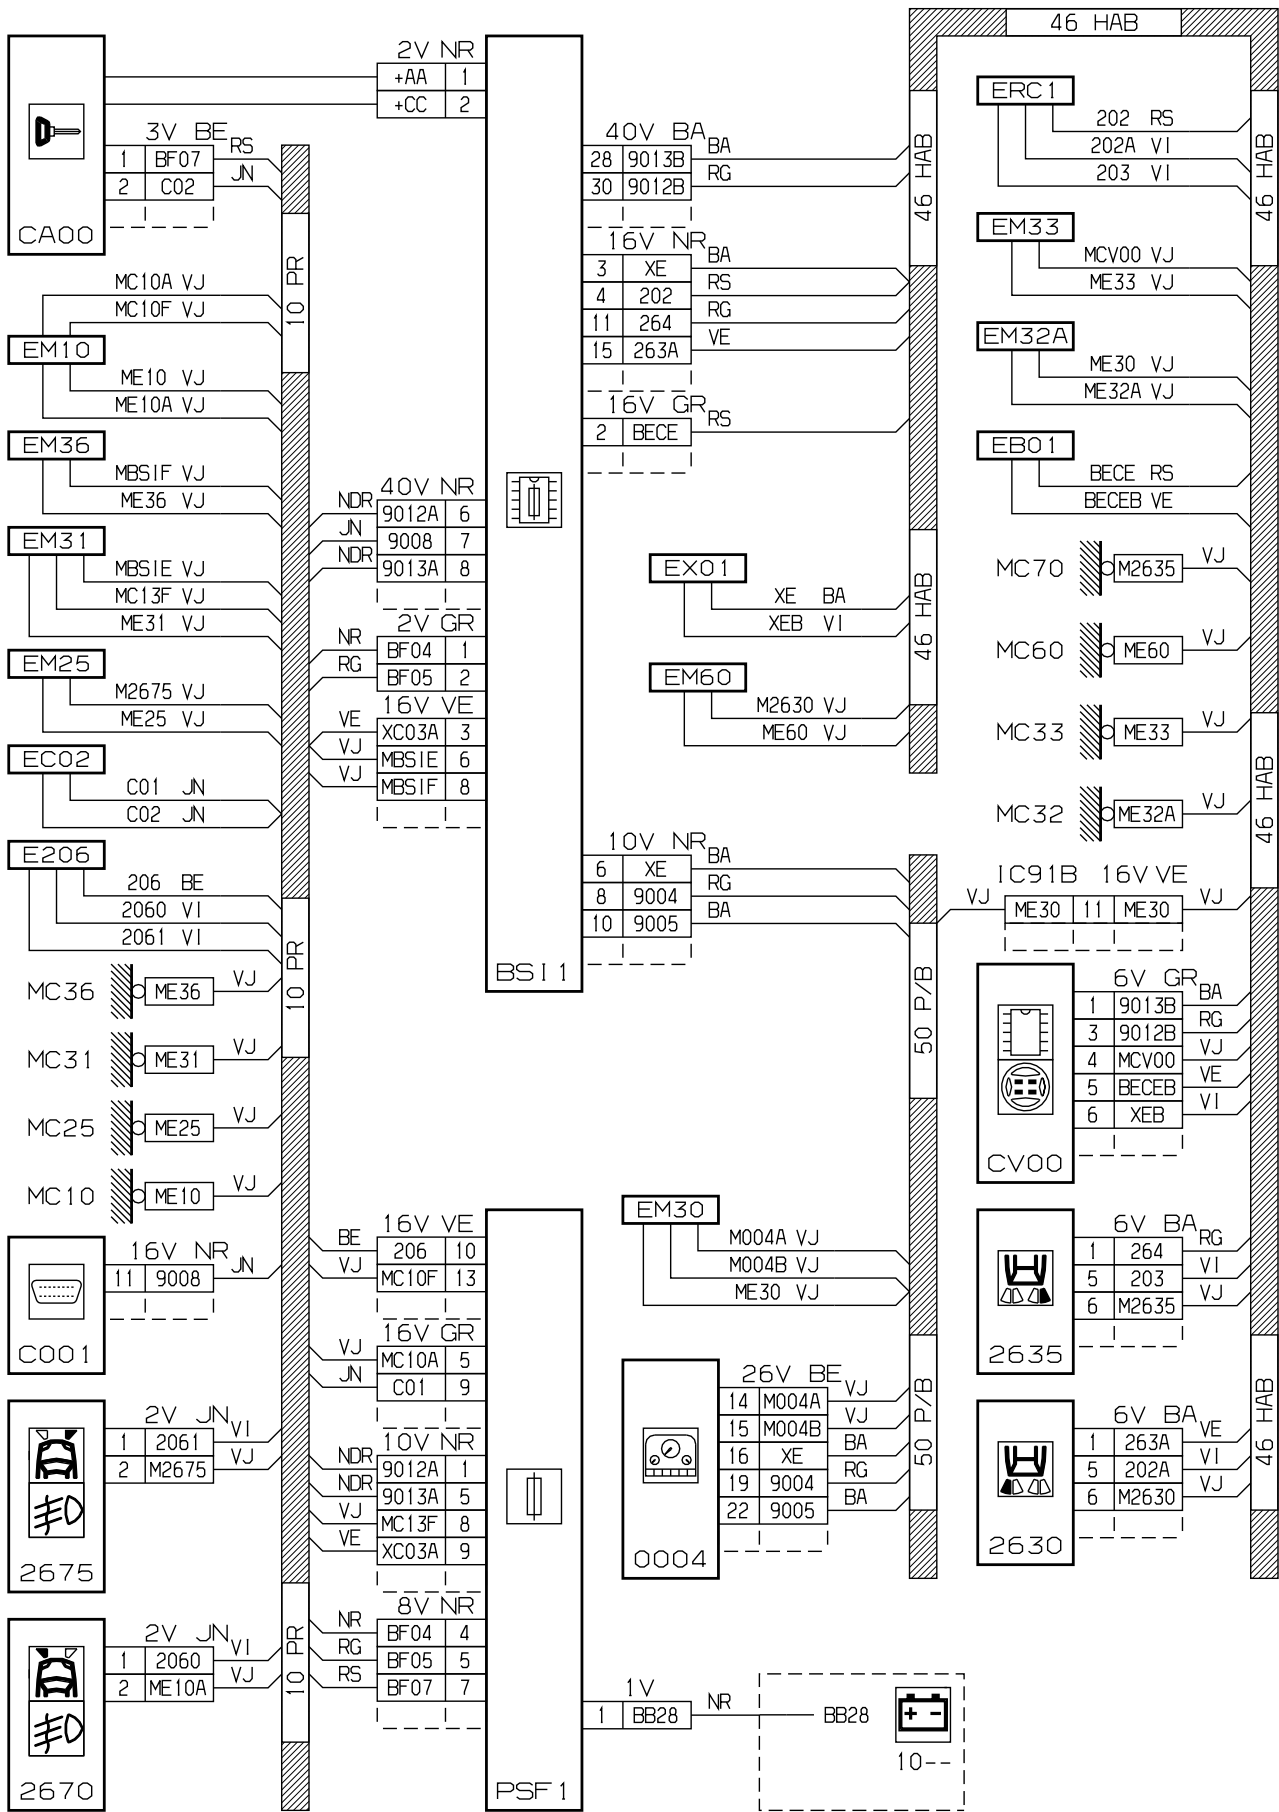 46 HAB
2V NR
+AA 1
+CC 2
3V BE
1 BF07 RS
2 C02 JN
CA00
10 PR
MC10A VJ
MC10F VJ
EM10
ME10 VJ
ME10A VJ
EM36
MBSIF VJ
ME36 VJ
EM31
MBSIE VJ
MC13F VJ
ME31 VJ
EM25
M2675 VJ
ME25 VJ
EC02
C01 JN
C02 JN
E206
206 BE
2060 VI
2061 VI
10 PR
MC36 ME36 VJ
MC31 ME31 VJ
MC25 ME25 VJ
MC10 ME10 VJ
16V NR
11 9008 JN
C001
2V JN
1 2061 VI
2 M2675 VJ
2675
2V JN
1 2060 VI
2 ME10A VJ
2670
10 PR
40V NR
NDR 9012A 6
JN 9008 7
NDR 9013A 8
2V GR
NR BF04 1
RG BF05 2
16V VE
VE XC03A 3
VJ MBSIE 6
VJ MBSIF 8
BSI1
16V VE
BE 206 10
VJ MC10F 13
16V GR
VJ MC10A 5
JN C01 9
10V NR
NDR 9012A 1
NDR 9013A 5
VJ MC13F 8
VE XC03A 9
8V NR
NR BF04 4
RG BF05 5
RS BF07 7
PSF1
40V BA
28 9013B BA
30 9012B RG
16V NR
3 XE BA
4 202 RS
11 264 RG
15 263A VE
16V GR
2 BECE RS
46 HAB
EX01
XE BA
XEB VI
EM60
M2630 VJ
ME60 VJ
46 HAB
10V NR
6 XE BA
8 9004 RG
10 9005 BA
50 P/B
EM30
M004A VJ
M004B VJ
ME30 VJ
26V BE
14 M004A VJ
15 M004B VJ
16 XE BA
19 9004 RG
22 9005 BA
0004
50 P/B
1V
1 BB28 NR BB28
10--
ERC1
202 RS
202A VI
203 VI
46 HAB
EM33
MCV00 VJ
ME33 VJ
EM32A
ME30 VJ
ME32A VJ
EB01
BECE RS
BECEB VE
MC70 M2635 VJ
MC60 ME60 VJ
MC33 ME33 VJ
MC32 ME32A VJ
46 HAB
IC91B 16V VE
VJ ME30 11 ME30 VJ
6V GR
1 9013B BA
3 9012B RG
4 MCV00 VJ
5 BECEB VE
6 XEB VI
CV00
6V BA
1 264 RG
5 203 VI
6 M2635 VJ
2635
6V BA
1 263A VE
5 202A VI
6 M2630 VJ
2630
46 HAB